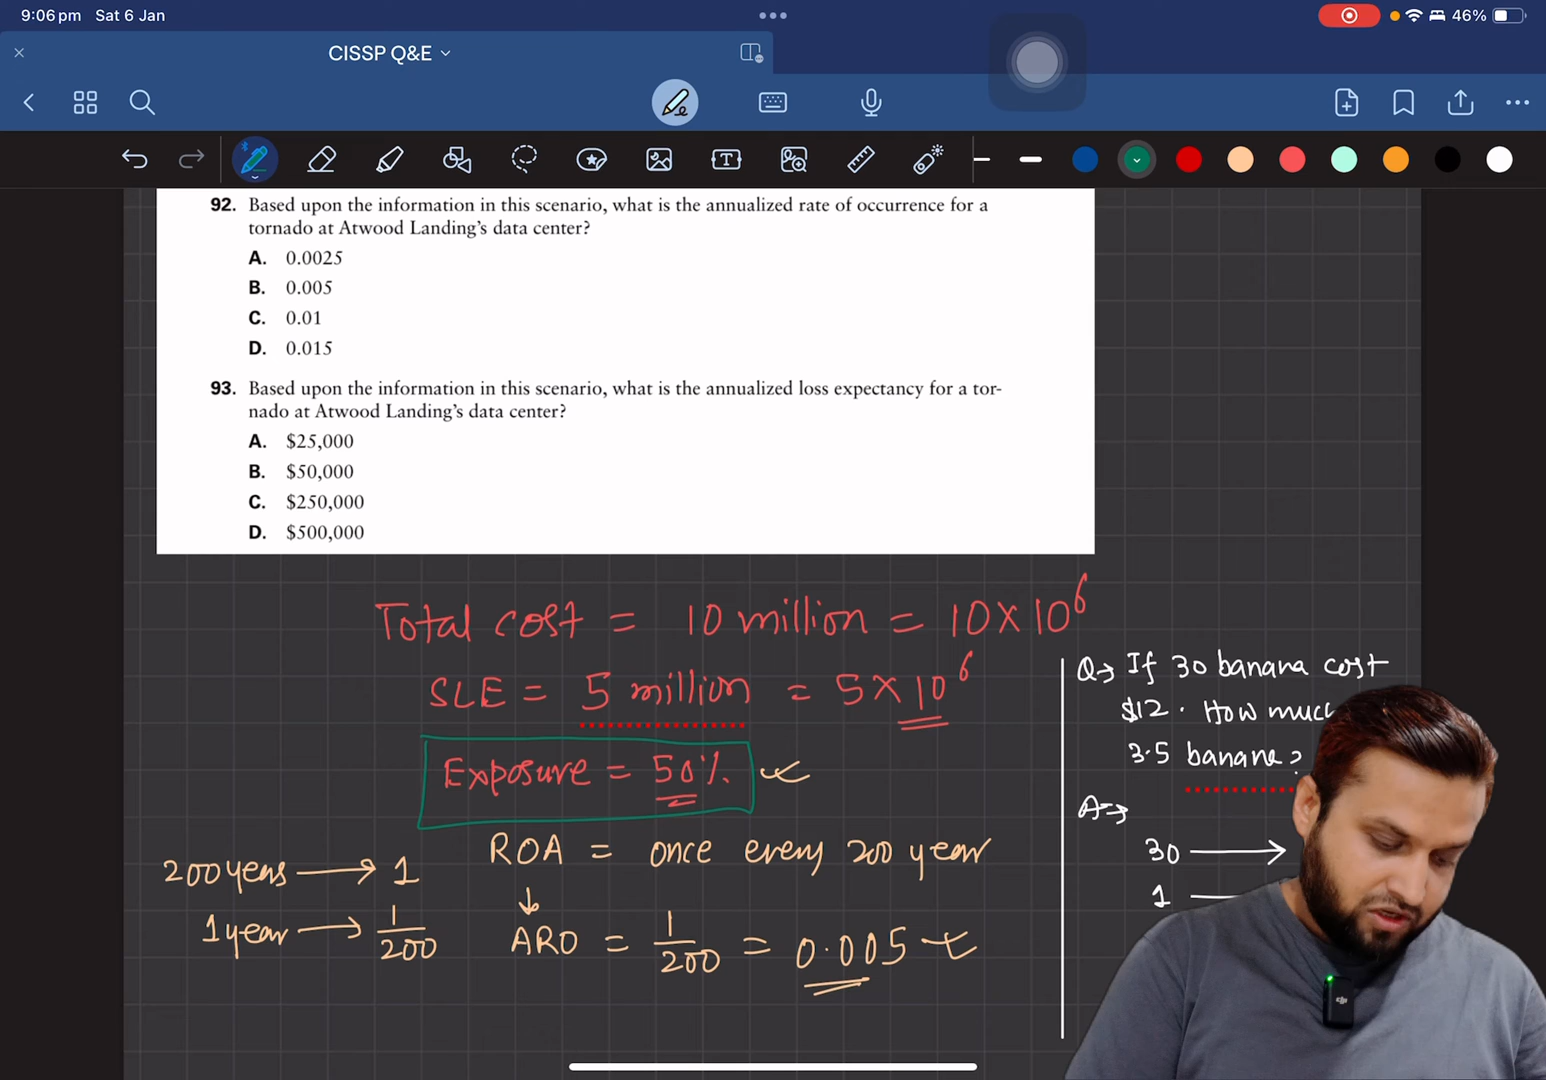 9:06 pm Sat 6 Jan
46%
CISSP Q&E
92. Based upon the information in this scenario, what is the annualized rate of occurrence for a
tornado at Atwood Landing's data center?
A. 0.0025
B. 0.005
C. 0.01
D. 0.015
93. Based upon the information in this scenario, what is the annualized loss expectancy for a tor-
nado at Atwood Landing's data center?
A. $25,000
B. $50,000
C. $250,000
D. $500,000
Total cost = 10 million = 10 x 10^6
SLE = 5 million = 5 x 10^6
Exposure = 50%.
ROA = once every 200 year
ARO = 1/200 = 0.005
200 years → 1
1 year → 1/200
Q→ If 30 banana cost
$12. How much
3.5 banana?
A→
30 →
1
dji